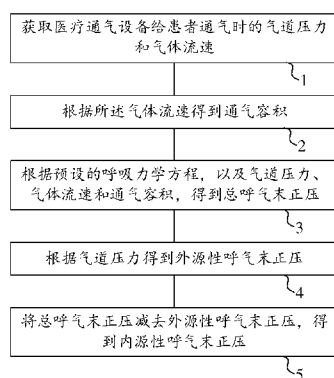 获取医疗通气设备给患者通气时的气道压力
和气体流速
1
根据所述气体流速得到通气容积
2
根据预设的呼吸力学方程，以及气道压力、
气体流速和通气容积，得到总呼气末正压
3
根据气道压力得到外源性呼气末正压
4
将总呼气末正压减去外源性呼气末正压，得
到内源性呼气末正压
5